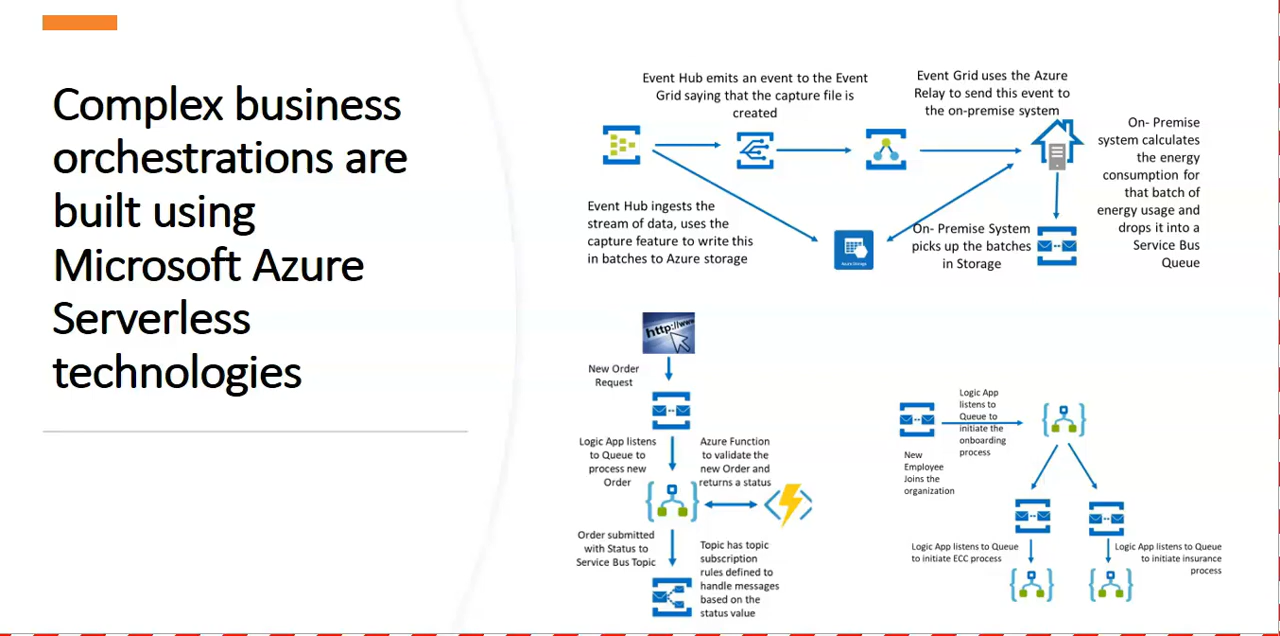 Complex business
orchestrations are
built using
Microsoft Azure
Serverless
technologies
Event Hub emits an event to the Event
Grid saying that the capture file is
created
Event Grid uses the Azure
Relay to send this event to
the on-premise system
On- Premise
system calculates
the energy
consumption for
that batch of
energy usage and
drops it into a
Service Bus
Queue
Event Hub ingests the
stream of data, uses the
capture feature to write this
in batches to Azure storage
Azure Storage
On- Premise System
picks up the batches
in Storage
http://www
New Order
Request
Logic App listens
to Queue to
process new
Order
Azure Function
to validate the
new Order and
returns a status
Order submitted
with Status to
Service Bus Topic
Topic has topic
subscription
rules defined to
handle messages
based on the
status value
Logic App
listens to
Queue to
initiate the
onboarding
process
New
Employee
Joins the
organization
Logic App listens to Queue
to initiate ECC process
Logic App listens to Queue
to initiate insurance
process